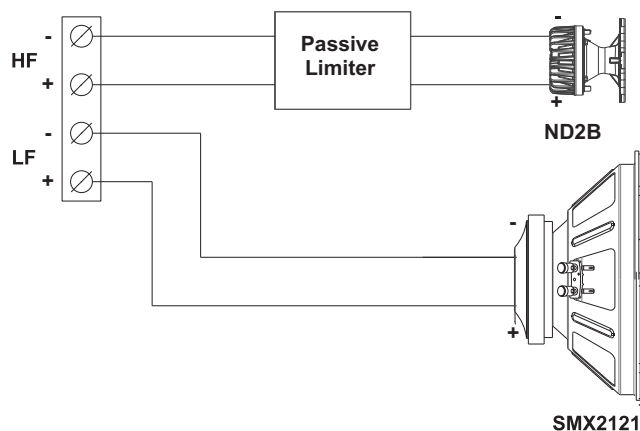 -
HF
+
-
LF
+
Passive
Limiter
-
+
ND2B
-
+
SMX2121